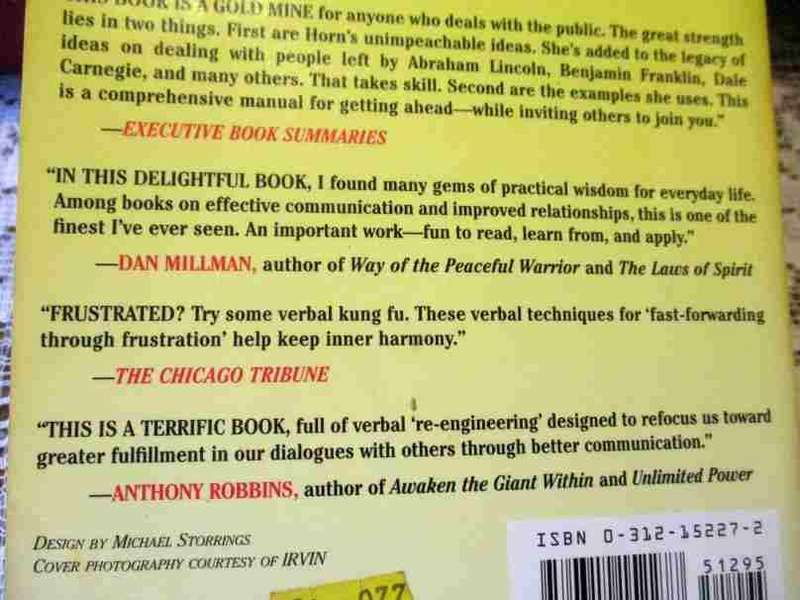 THIS BOOK IS A GOLD MINE for anyone who deals with the public. The great strength
lies in two things. First are Horn's unimpeachable ideas. She's added to the legacy of
ideas on dealing with people left by Abraham Lincoln, Benjamin Franklin, Dale
Carnegie, and many others. That takes skill. Second are the examples she uses. This
is a comprehensive manual for getting ahead—while inviting others to join you."
—EXECUTIVE BOOK SUMMARIES
"IN THIS DELIGHTFUL BOOK, I found many gems of practical wisdom for everyday life.
Among books on effective communication and improved relationships, this is one of the
finest I've ever seen. An important work—fun to read, learn from, and apply."
—DAN MILLMAN, author of Way of the Peaceful Warrior and The Laws of Spirit
"FRUSTRATED? Try some verbal kung fu. These verbal techniques for 'fast-forwarding
through frustration' help keep inner harmony."
—THE CHICAGO TRIBUNE
"THIS IS A TERRIFIC BOOK, full of verbal 're-engineering' designed to refocus us toward
greater fulfillment in our dialogues with others through better communication."
—ANTHONY ROBBINS, author of Awaken the Giant Within and Unlimited Power
DESIGN BY MICHAEL STORRINGS
COVER PHOTOGRAPHY COURTESY OF IRVIN
ISBN 0-312-15227-2
51295
077